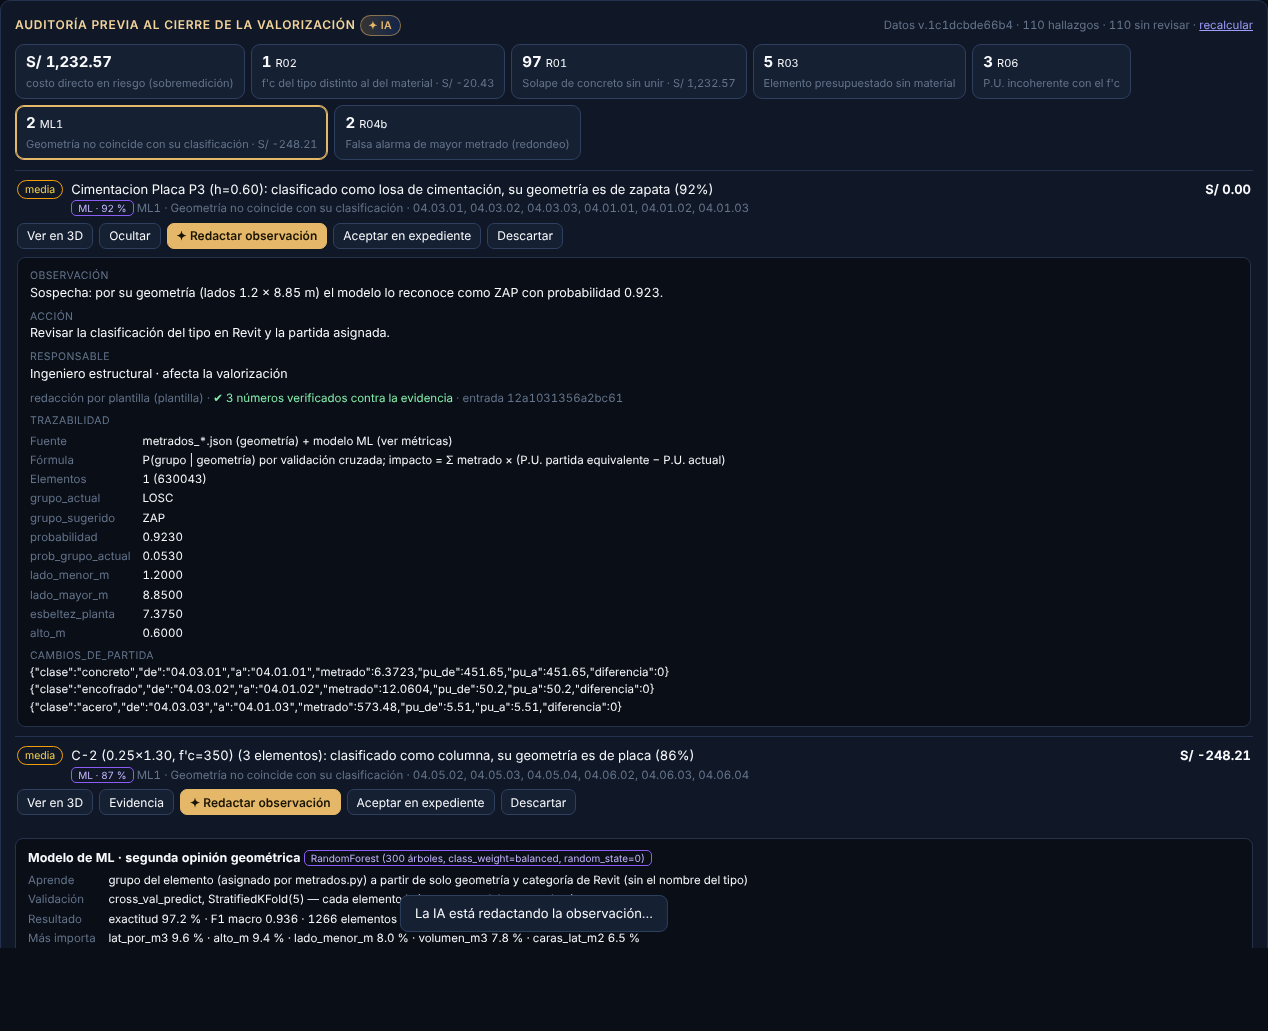 AUDITORÍA PREVIA AL CIERRE DE LA VALORIZACIÓN ✦ IA
Datos v.1c1dcbde66b4 · 110 hallazgos · 110 sin revisar · recalcular
S/ 1,232.57
costo directo en riesgo (sobremedición)
1 R02
f'c del tipo distinto al del material · S/ -20.43
97 R01
Solape de concreto sin unir · S/ 1,232.57
5 R03
Elemento presupuestado sin material
3 R06
P.U. incoherente con el f'c
2 ML1
Geometría no coincide con su clasificación · S/ -248.21
2 R04b
Falsa alarma de mayor metrado (redondeo)
media Cimentacion Placa P3 (h=0.60): clasificado como losa de cimentación, su geometría es de zapata (92%) S/ 0.00
ML · 92 % ML1 · Geometría no coincide con su clasificación · 04.03.01, 04.03.02, 04.03.03, 04.01.01, 04.01.02, 04.01.03
Ver en 3D Ocultar ✦ Redactar observación Aceptar en expediente Descartar
OBSERVACIÓN
Sospecha: por su geometría (lados 1.2 × 8.85 m) el modelo lo reconoce como ZAP con probabilidad 0.923.
ACCIÓN
Revisar la clasificación del tipo en Revit y la partida asignada.
RESPONSABLE
Ingeniero estructural · afecta la valorización
redacción por plantilla (plantilla) · ✔ 3 números verificados contra la evidencia · entrada 12a1031356a2bc61
TRAZABILIDAD
Fuente metrados_*.json (geometría) + modelo ML (ver métricas)
Fórmula P(grupo | geometría) por validación cruzada; impacto = Σ metrado × (P.U. partida equivalente − P.U. actual)
Elementos 1 (630043)
grupo_actual LOSC
grupo_sugerido ZAP
probabilidad 0.9230
prob_grupo_actual 0.0530
lado_menor_m 1.2000
lado_mayor_m 8.8500
esbeltez_planta 7.3750
alto_m 0.6000
CAMBIOS_DE_PARTIDA
{"clase":"concreto","de":"04.03.01","a":"04.01.01","metrado":6.3723,"pu_de":451.65,"pu_a":451.65,"diferencia":0}
{"clase":"encofrado","de":"04.03.02","a":"04.01.02","metrado":12.0604,"pu_de":50.2,"pu_a":50.2,"diferencia":0}
{"clase":"acero","de":"04.03.03","a":"04.01.03","metrado":573.48,"pu_de":5.51,"pu_a":5.51,"diferencia":0}
media C-2 (0.25×1.30, f'c=350) (3 elementos): clasificado como columna, su geometría es de placa (86%) S/ -248.21
ML · 87 % ML1 · Geometría no coincide con su clasificación · 04.05.02, 04.05.03, 04.05.04, 04.06.02, 04.06.03, 04.06.04
Ver en 3D Evidencia ✦ Redactar observación Aceptar en expediente Descartar
Modelo de ML · segunda opinión geométrica RandomForest (300 árboles, class_weight=balanced, random_state=0)
Aprende grupo del elemento (asignado por metrados.py) a partir de solo geometría y categoría de Revit (sin el nombre del tipo)
Validación cross_val_predict, StratifiedKFold(5) — cada elemento
Resultado exactitud 97.2 % · F1 macro 0.936 · 1266 elementos
La IA está redactando la observación...
Más importa lat_por_m3 9.6 % · alto_m 9.4 % · lado_menor_m 8.0 % · volumen_m3 7.8 % · caras_lat_m2 6.5 %